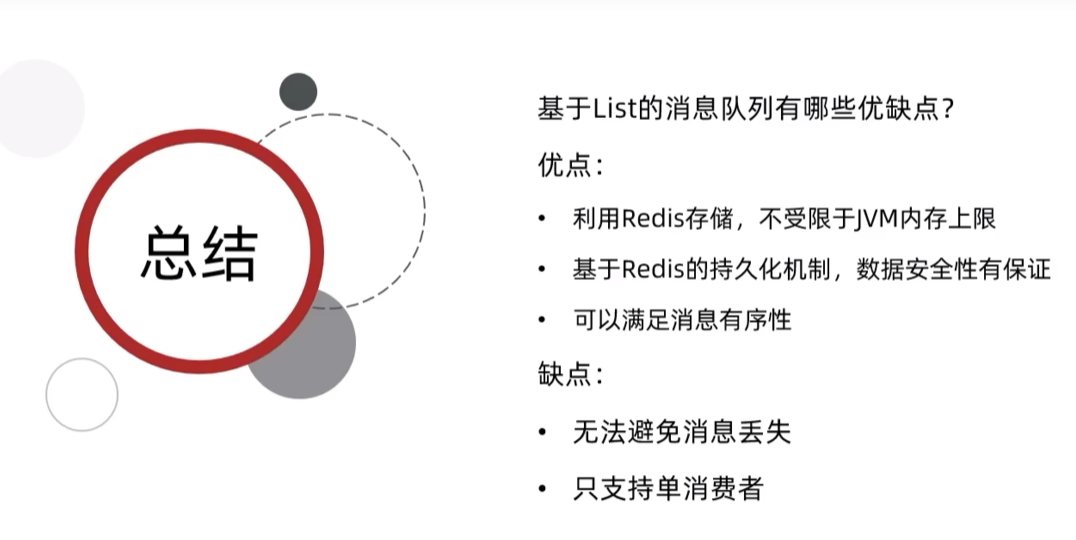 总结
基于List的消息队列有哪些优缺点？
优点：
• 利用Redis存储，不受限于JVM内存上限
• 基于Redis的持久化机制，数据安全性有保证
• 可以满足消息有序性
缺点：
• 无法避免消息丢失
• 只支持单消费者